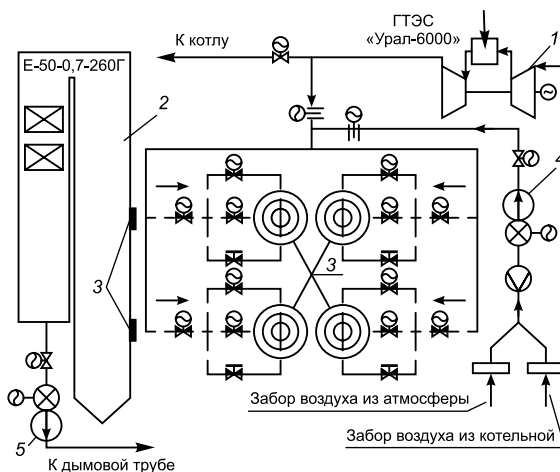 ГТЭС
«Урал-6000»
1
К котлу
Е-50-0,7-260Г
2
4
3
3
Забор воздуха из атмосферы
Забор воздуха из котельной
5
К дымовой трубе